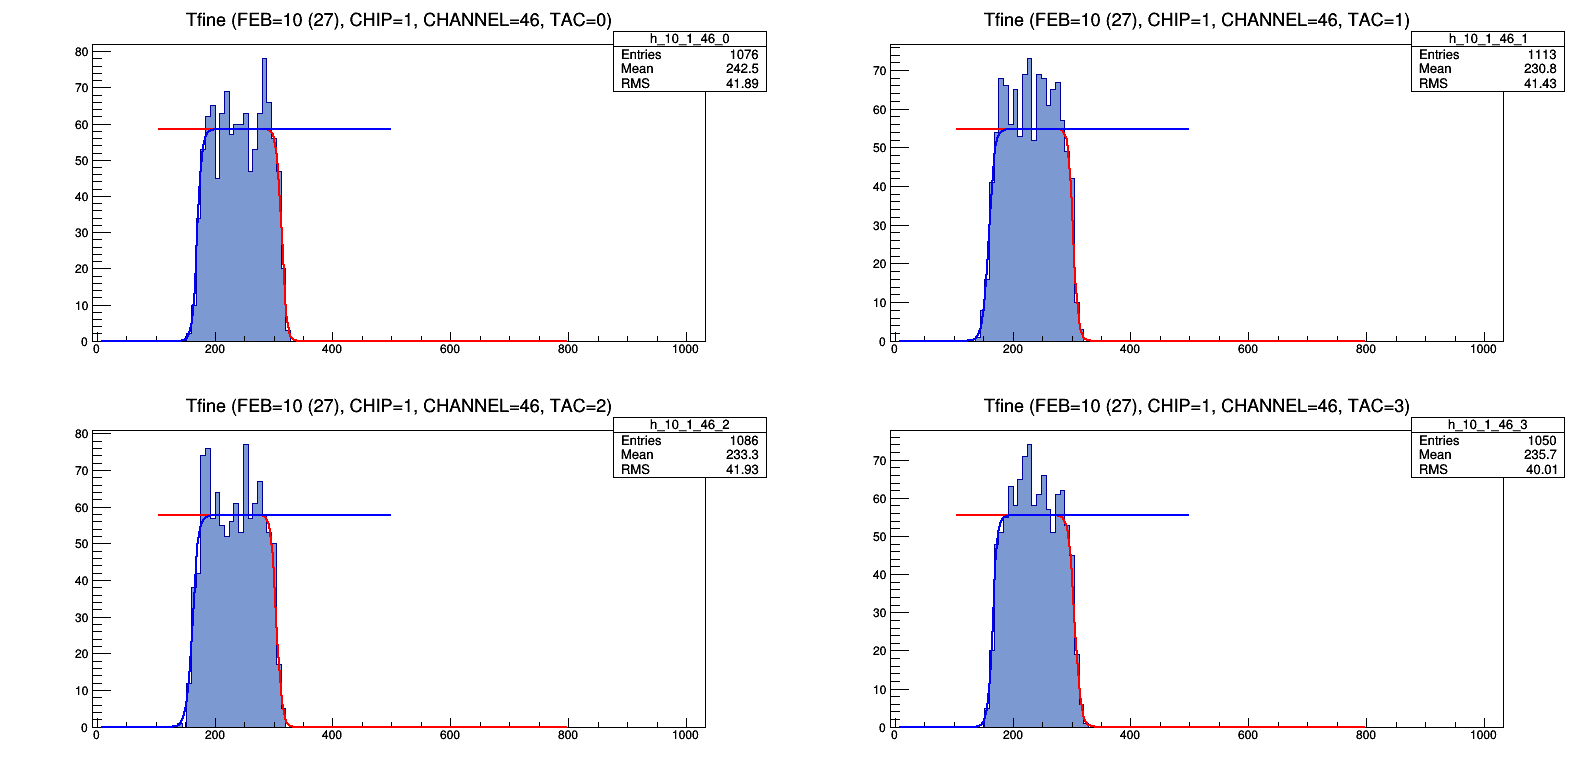 Tfine (FEB=10 (27), CHIP=1, CHANNEL=46, TAC=0)
h_10_1_46_0
Entries 1076
Mean 242.5
RMS 41.89
80
70
60
50
40
30
20
10
0
0 200 400 600 800 1000
Tfine (FEB=10 (27), CHIP=1, CHANNEL=46, TAC=1)
h_10_1_46_1
Entries 1113
Mean 230.8
RMS 41.43
70
60
50
40
30
20
10
0
0 200 400 600 800 1000
Tfine (FEB=10 (27), CHIP=1, CHANNEL=46, TAC=2)
h_10_1_46_2
Entries 1086
Mean 233.3
RMS 41.93
80
70
60
50
40
30
20
10
0
0 200 400 600 800 1000
Tfine (FEB=10 (27), CHIP=1, CHANNEL=46, TAC=3)
h_10_1_46_3
Entries 1050
Mean 235.7
RMS 40.01
70
60
50
40
30
20
10
0
0 200 400 600 800 1000